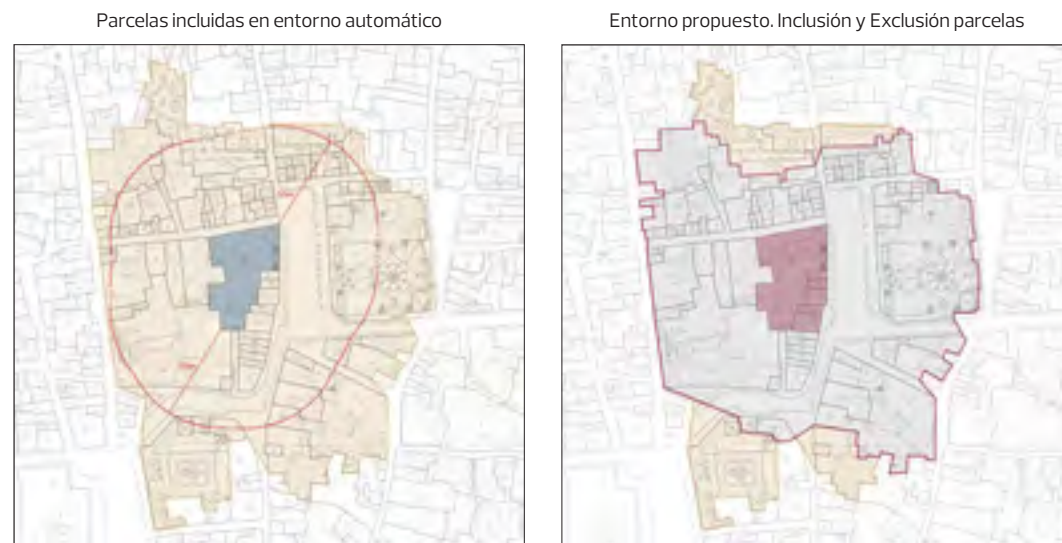 Parcelas incluidas en entorno automático
Entorno propuesto. Inclusión y Exclusión parcelas